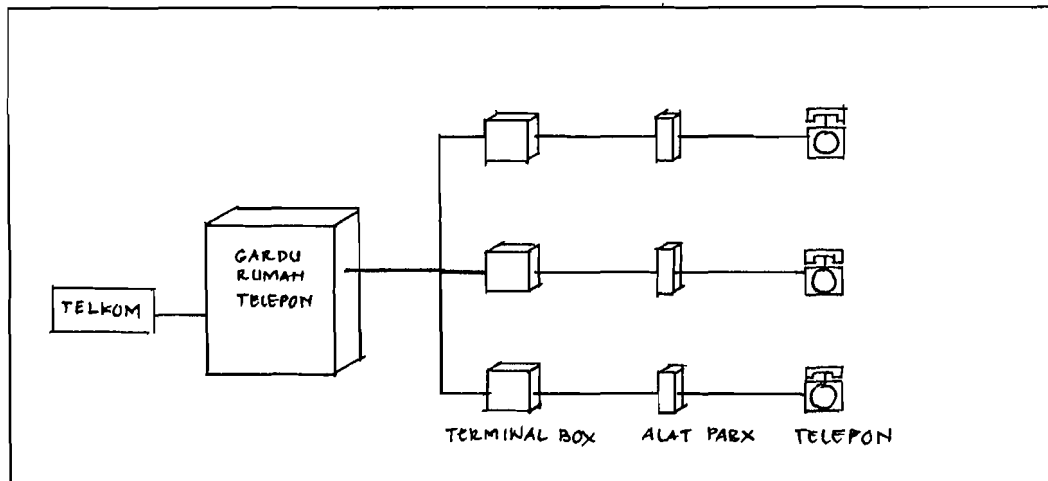 GARDU
RUMAH
TELEPON
TELKOM
TERMINAL BOX
ALAT PABX
TELEPON